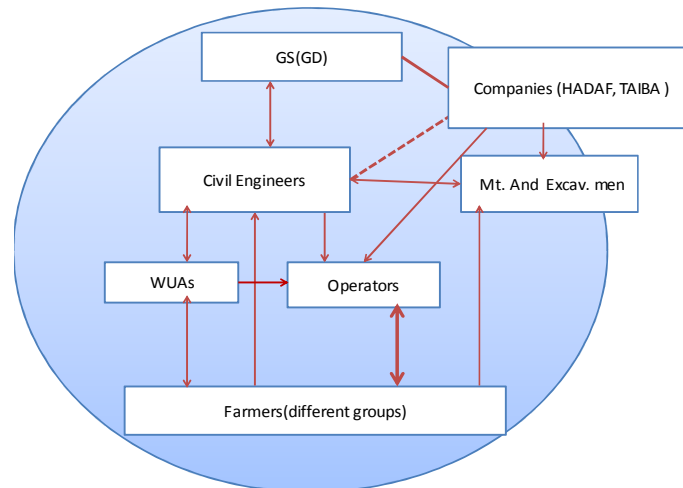 GS(GD)
Companies (HADAF, TAIBA )
Civil Engineers
Mt. And Excav. men
WUAs
Operators
Farmers(different groups)